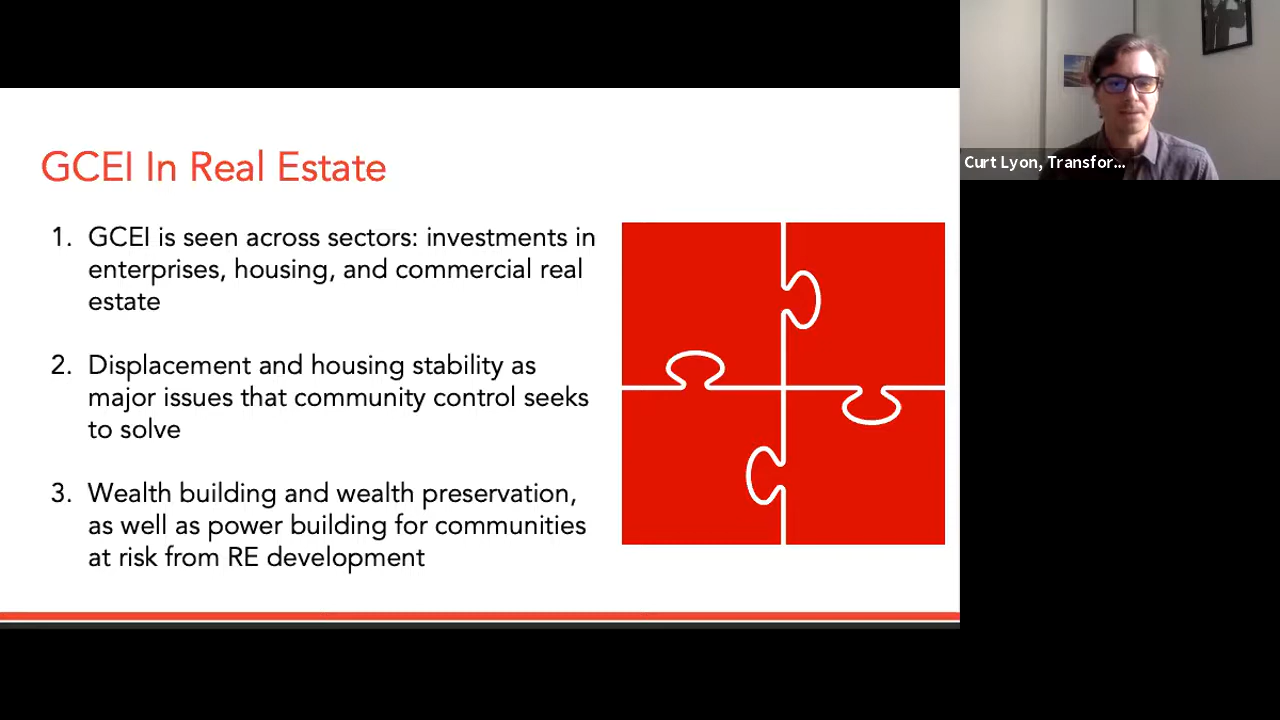 GCEI In Real Estate
1. GCEI is seen across sectors: investments in
enterprises, housing, and commercial real
estate
2. Displacement and housing stability as
major issues that community control seeks
to solve
3. Wealth building and wealth preservation,
as well as power building for communities
at risk from RE development
Curt Lyon, Transfor...